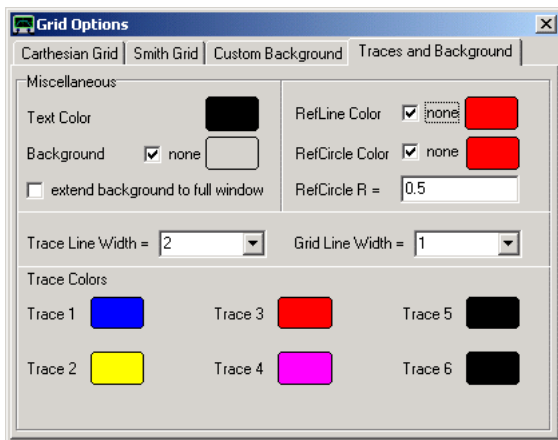 Grid Options
Carthesian Grid Smith Grid Custom Background Traces and Background
Miscellaneous
Text Color
Background none
extend background to full window
RefLine Color none
RefCircle Color none
RefCircle R = 0.5
Trace Line Width = 2 Grid Line Width = 1
Trace Colors
Trace 1 Trace 3 Trace 5
Trace 2 Trace 4 Trace 6